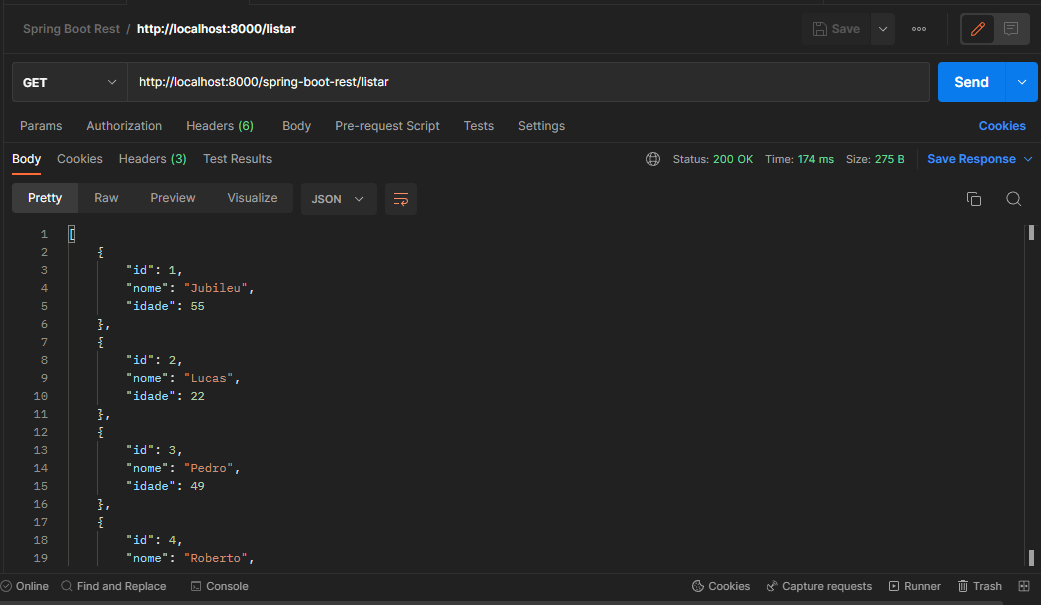 Spring Boot Rest / http://localhost:8000/listar
Save
GET http://localhost:8000/spring-boot-rest/listar Send
Params Authorization Headers (6) Body Pre-request Script Tests Settings Cookies
Body Cookies Headers (3) Test Results Status: 200 OK Time: 174 ms Size: 275 B Save Response
Pretty Raw Preview Visualize JSON
1 [
2 {
3 "id": 1,
4 "nome": "Jubileu",
5 "idade": 55
6 },
7 {
8 "id": 2,
9 "nome": "Lucas",
10 "idade": 22
11 },
12 {
13 "id": 3,
14 "nome": "Pedro",
15 "idade": 49
16 },
17 {
18 "id": 4,
19 "nome": "Roberto",
Online Find and Replace Console Cookies Capture requests Runner Trash